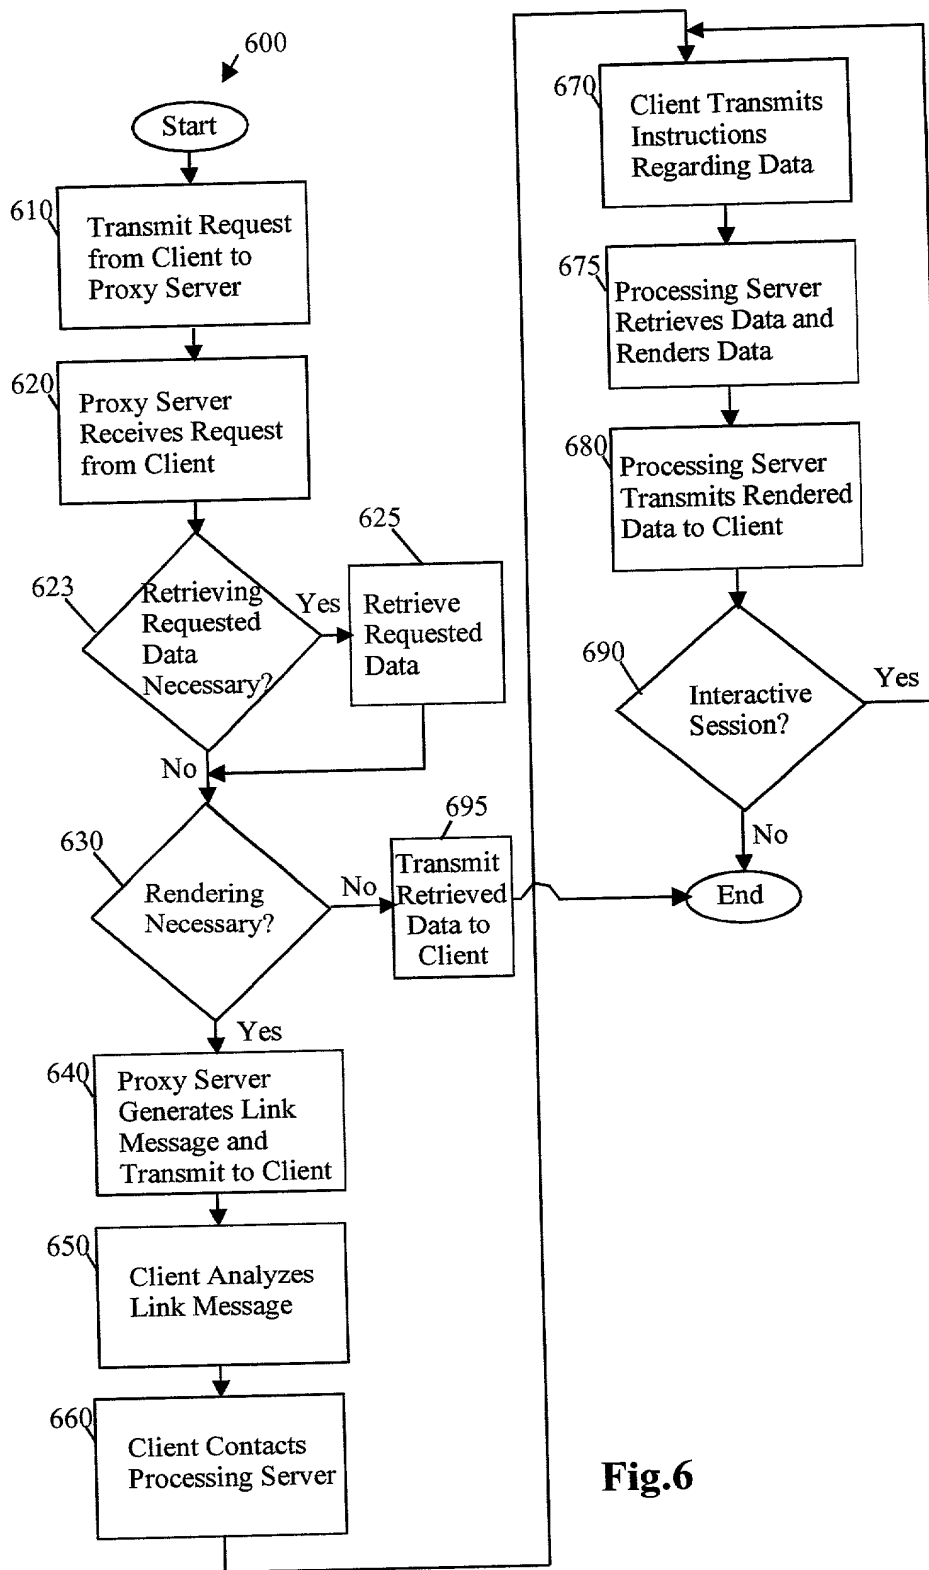 600
Start
610
Transmit Request
from Client to
Proxy Server
620
Proxy Server
Receives Request
from Client
623
Retrieving
Requested
Data
Necessary?
Yes
625
Retrieve
Requested
Data
No
630
Rendering
Necessary?
No
695
Transmit
Retrieved
Data to
Client
Yes
640
Proxy Server
Generates Link
Message and
Transmit to Client
650
Client Analyzes
Link Message
660
Client Contacts
Processing Server
670
Client Transmits
Instructions
Regarding Data
675
Processing Server
Retrieves Data and
Renders Data
680
Processing Server
Transmits Rendered
Data to Client
690
Interactive
Session?
Yes
No
End
Fig.6